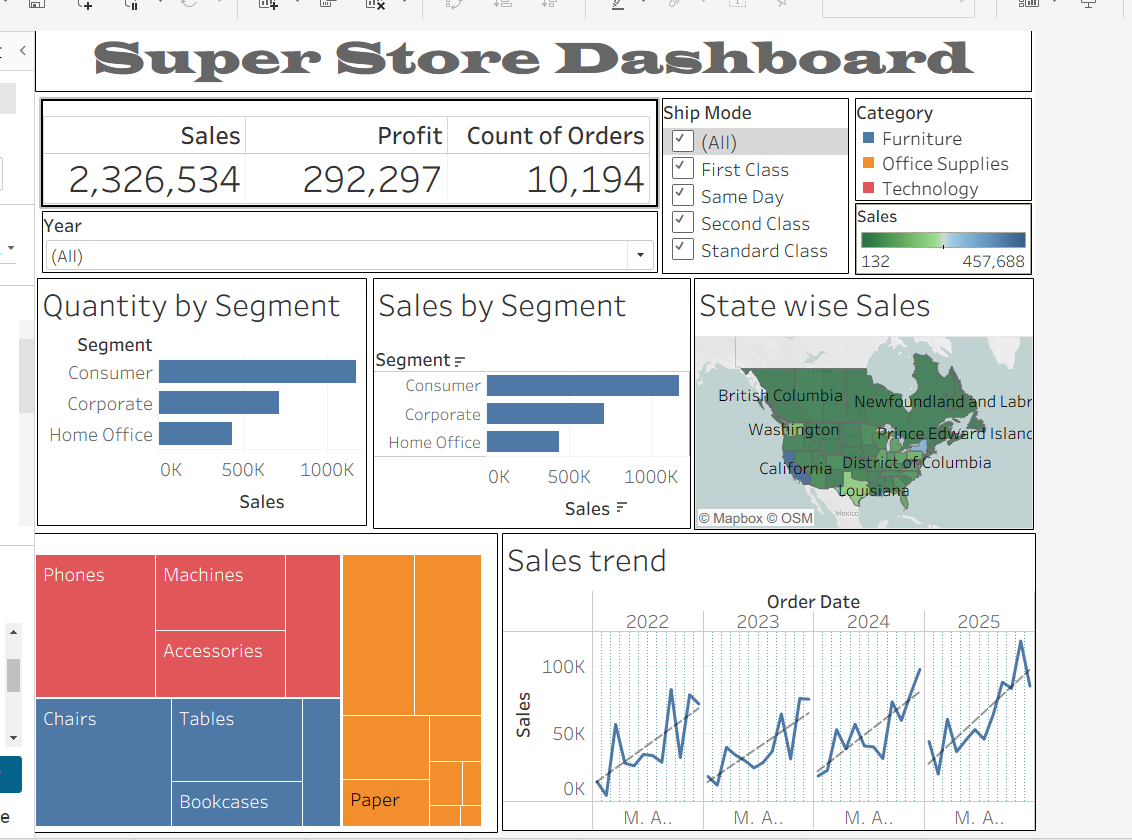 Super Store Dashboard
Sales Profit Count of Orders
2,326,534 292,297 10,194
Year
(All)
Ship Mode
(All)
First Class
Same Day
Second Class
Standard Class
Category
Furniture
Office Supplies
Technology
Sales
132 457,688
Quantity by Segment
Segment
Consumer
Corporate
Home Office
0K 500K 1000K
Sales
Sales by Segment
Segment
Consumer
Corporate
Home Office
0K 500K 1000K
Sales
State wise Sales
British Columbia
Newfoundland and Labr
Washington
Prince Edward Island
California
District of Columbia
Louisiana
Mexico
© Mapbox © OSM
Phones
Machines
Accessories
Chairs
Tables
Bookcases
Paper
Sales trend
Order Date
2022 2023 2024 2025
100K
50K
0K
Sales
M. A.. M. A.. M. A.. M. A..